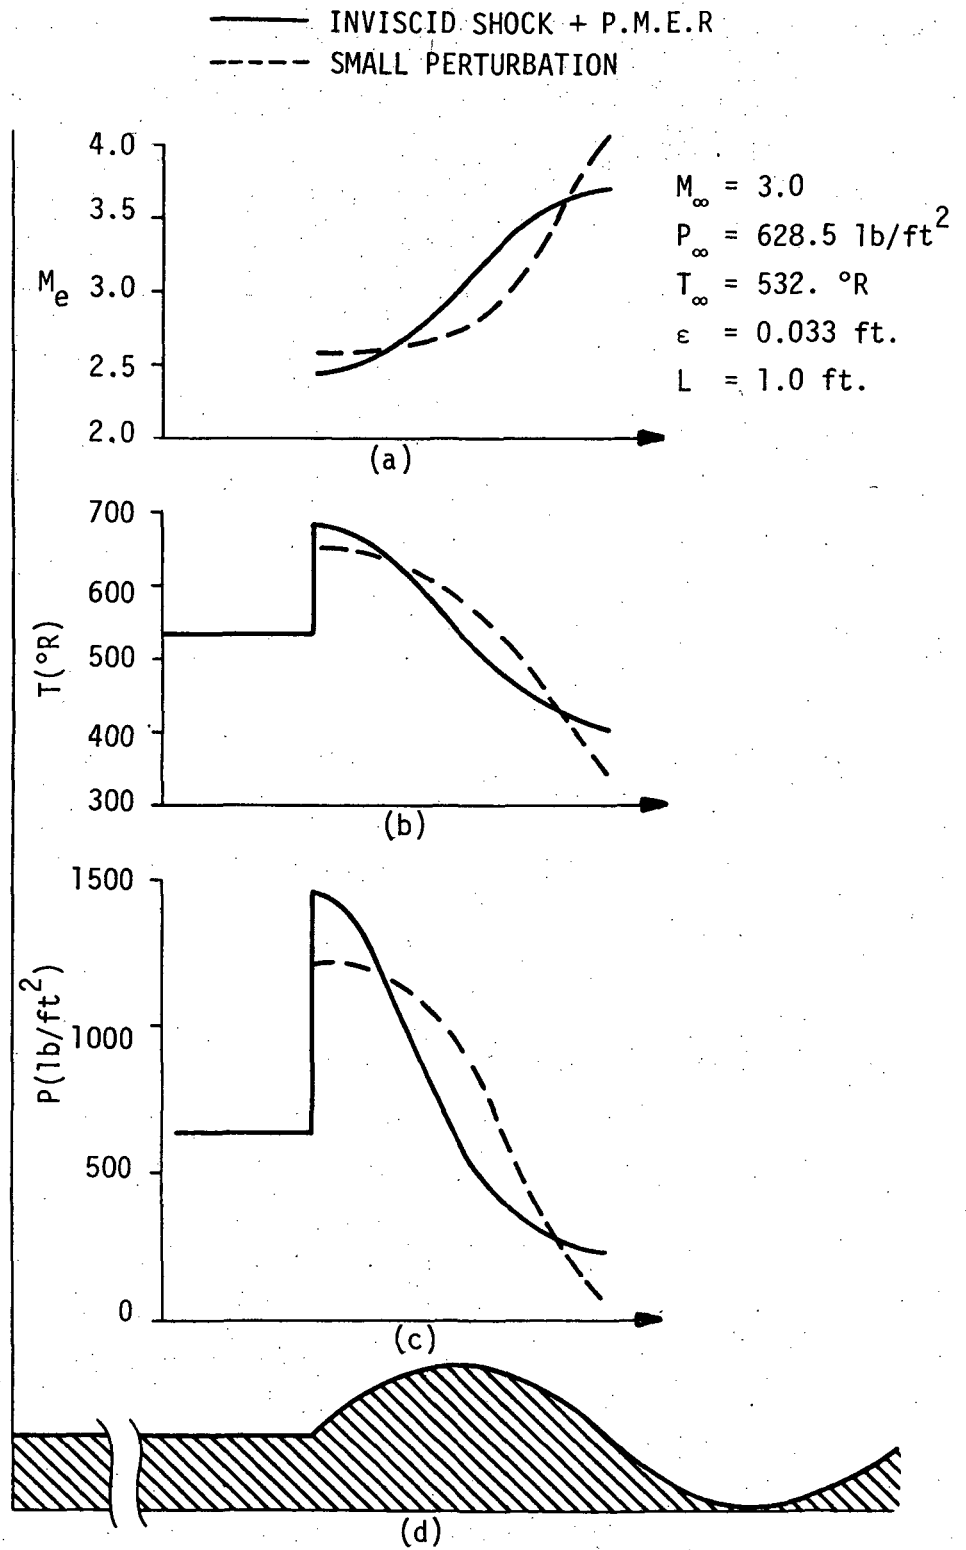 INVISCID SHOCK + P.M.E.R
SMALL PERTURBATION
4.0
3.5
3.0
2.5
2.0
Me
M∞ = 3.0
P∞ = 628.5 lb/ft²
T∞ = 532. °R
ε = 0.033 ft.
L = 1.0 ft.
(a)
700
600
500
400
300
T(°R)
(b)
1500
1000
500
0
P(lb/ft²)
(c)
(d)